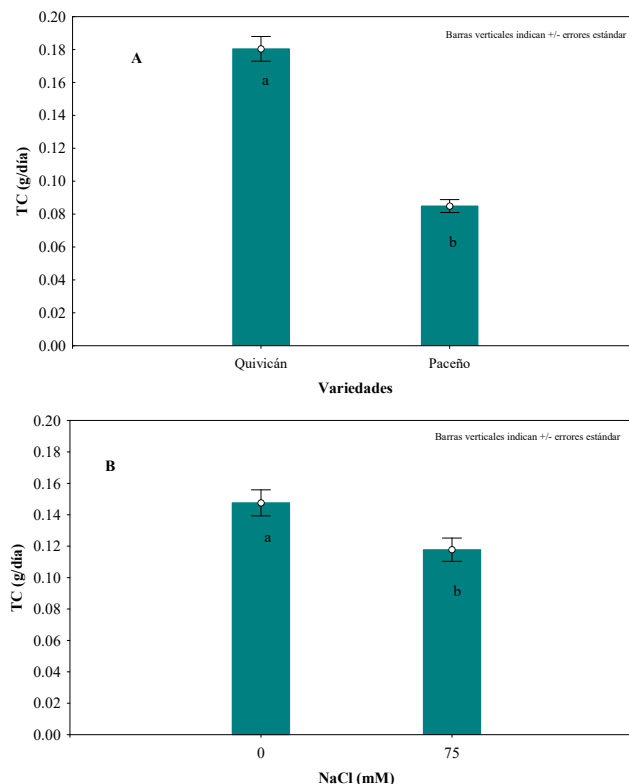 0.20
Barras verticales indican +/- errores estándar
A
0.18
a
0.16
0.14
0.12
TC (g/día)
0.10
0.08
b
0.06
0.04
0.02
0.00
Quivicán Paceño
Variedades
0.20
Barras verticales indican +/- errores estándar
B
0.18
0.16
0.14
a
0.12
TC (g/día)
0.10
b
0.08
0.06
0.04
0.02
0.00
0 75
NaCl (mM)